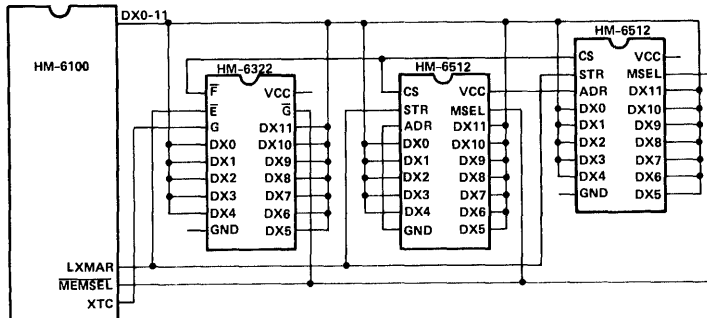 DX0-11
HM-6100
LXMAR
MEMSEL
XTC
HM-6322
F
E
G
DX0
DX1
DX2
DX3
DX4
GND
VCC
G
DX11
DX10
DX9
DX8
DX7
DX6
DX5
HM-6512
CS
STR
ADR
DX0
DX1
DX2
DX3
DX4
GND
VCC
MSEL
DX11
DX10
DX9
DX8
DX7
DX6
DX5
HM-6512
CS
STR
ADR
DX0
DX1
DX2
DX3
DX4
GND
VCC
MSEL
DX11
DX10
DX9
DX8
DX7
DX6
DX5